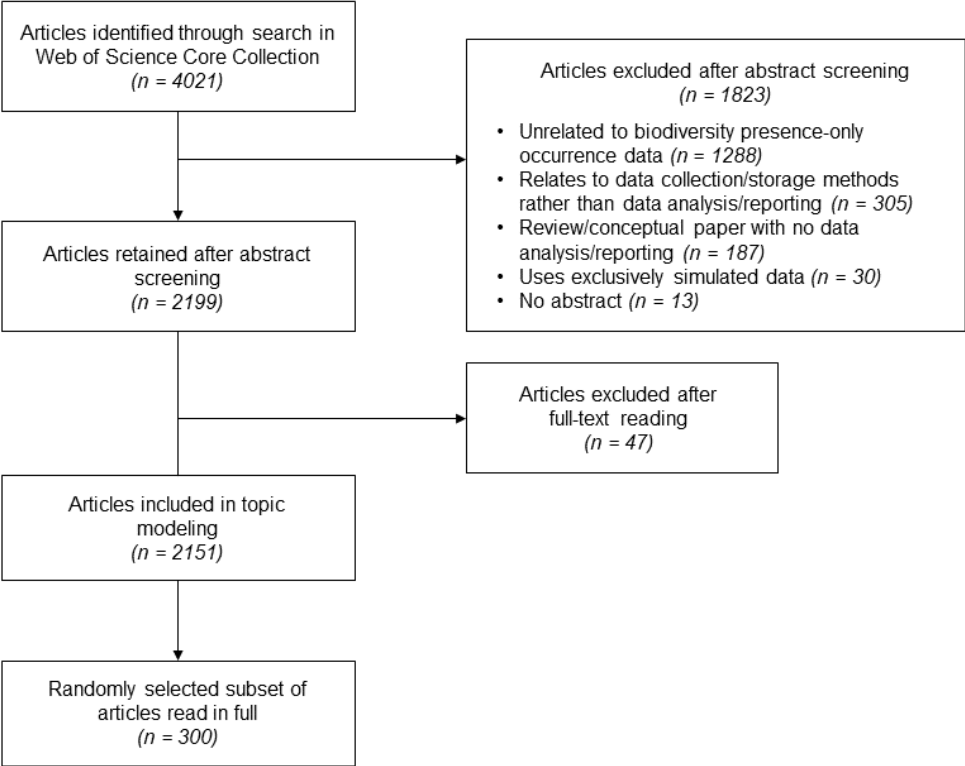 Articles identified through search in
Web of Science Core Collection
(n = 4021)
Articles excluded after abstract screening
(n = 1823)
• Unrelated to biodiversity presence-only
occurrence data (n = 1288)
• Relates to data collection/storage methods
rather than data analysis/reporting (n = 305)
• Review/conceptual paper with no data
analysis/reporting (n = 187)
• Uses exclusively simulated data (n = 30)
• No abstract (n = 13)
Articles retained after abstract
screening
(n = 2199)
Articles excluded after
full-text reading
(n = 47)
Articles included in topic
modeling
(n = 2151)
Randomly selected subset of
articles read in full
(n = 300)